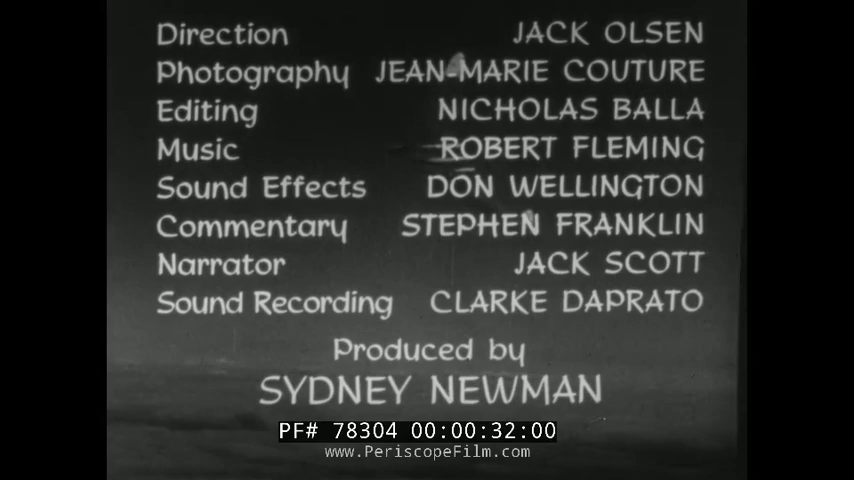 Direction JACK OLSEN
Photography JEAN-MARIE COUTURE
Editing NICHOLAS BALLA
Music ROBERT FLEMING
Sound Effects DON WELLINGTON
Commentary STEPHEN FRANKLIN
Narrator JACK SCOTT
Sound Recording CLARKE DAPRATO
Produced by
SYDNEY NEWMAN
PF# 78304 00:00:32:00
www.PeriscopeFilm.com